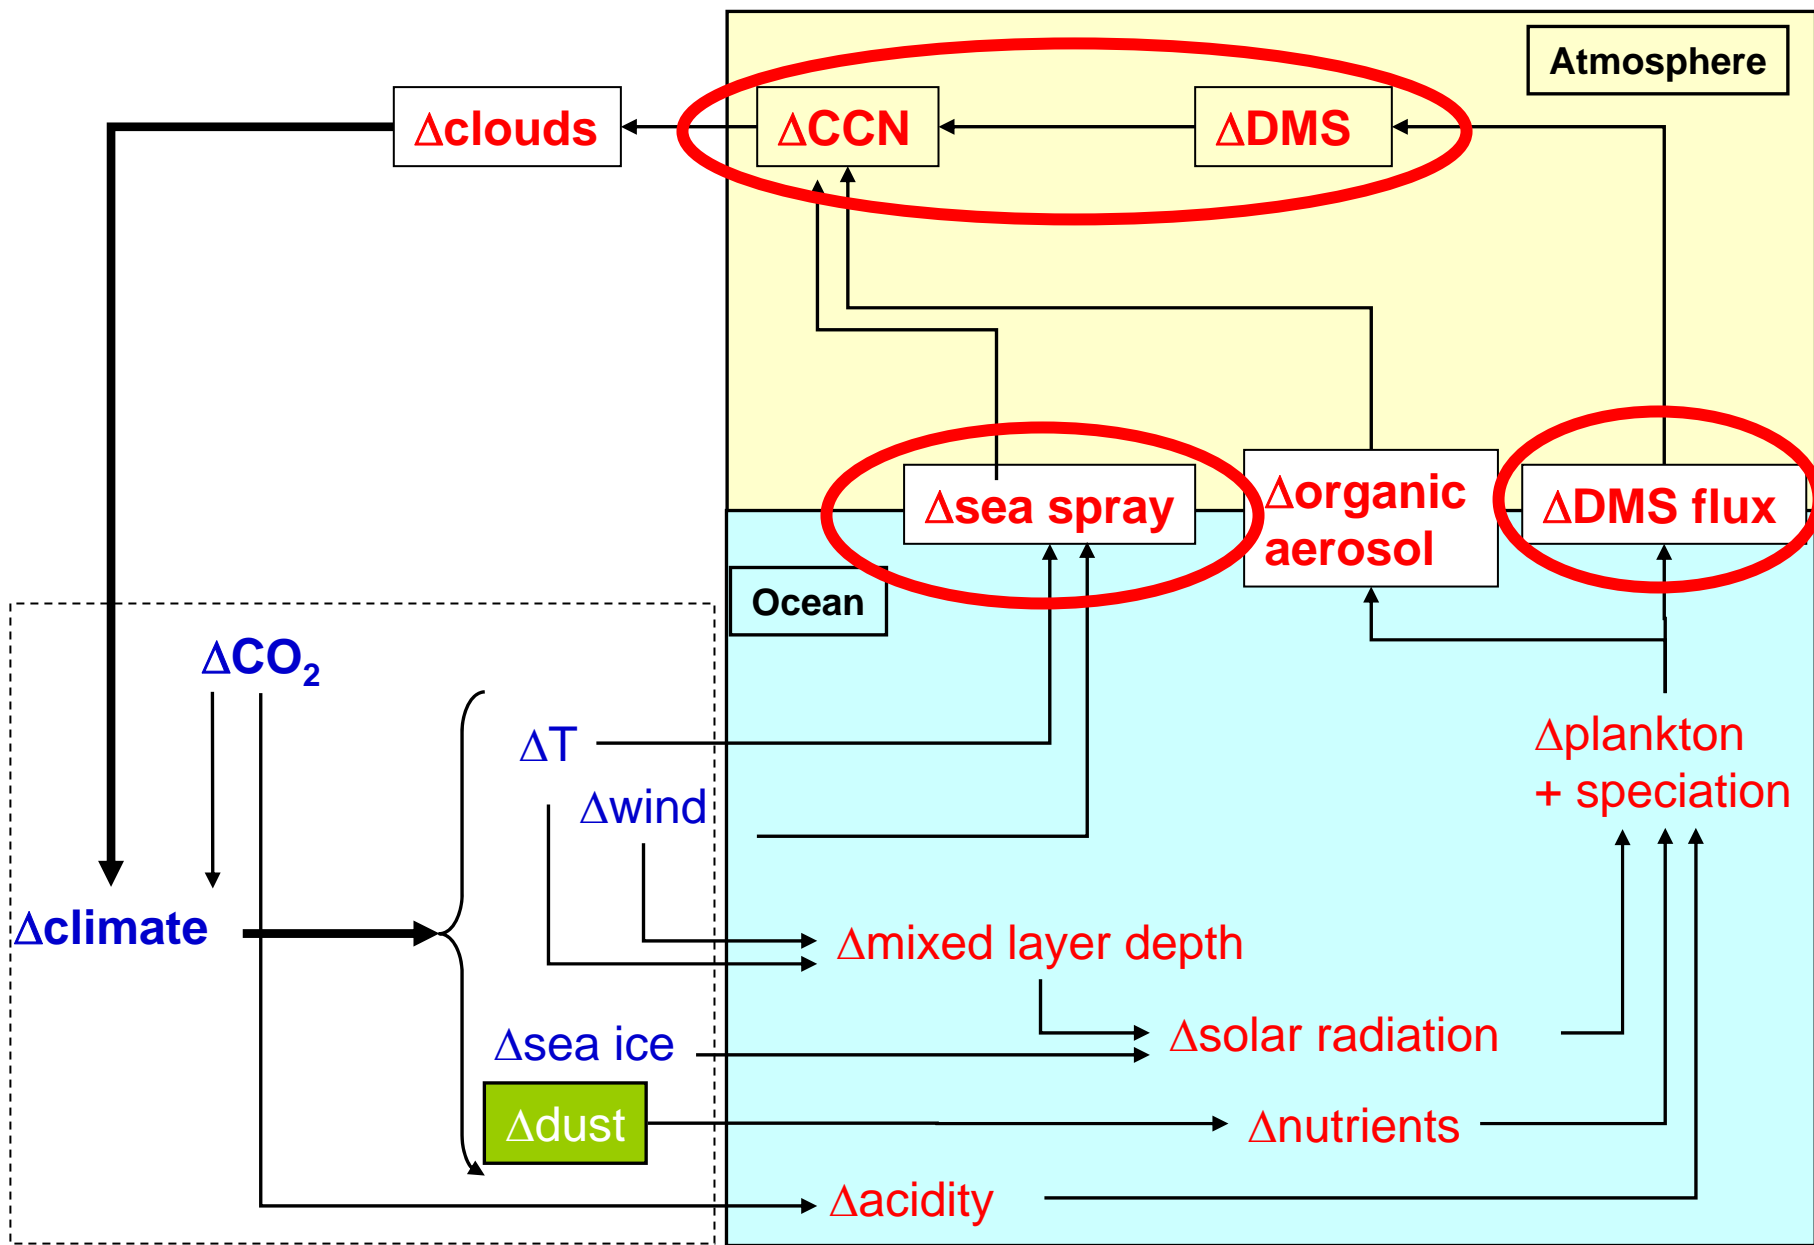 Atmosphere
Δclouds
ΔCCN
ΔDMS
Δsea spray
Δorganic
aerosol
ΔDMS flux
Ocean
ΔCO₂
ΔT
Δwind
Δplankton
+ speciation
Δclimate
Δmixed layer depth
Δsea ice
Δsolar radiation
Δdust
Δnutrients
Δacidity